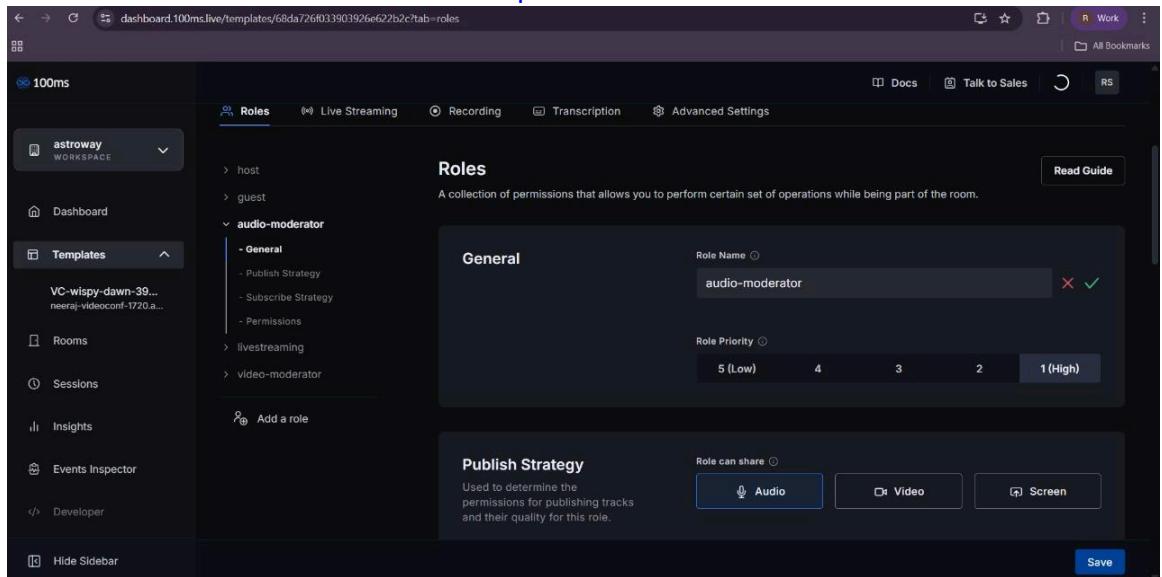 dashboard.100ms.live/templates/68da726f033903926e622b2c?tab=roles
R Work
All Bookmarks
100ms
Docs
Talk to Sales
RS
Roles
Live Streaming
Recording
Transcription
Advanced Settings
astroway
WORKSPACE
Dashboard
Templates
VC-wispy-dawn-39...
neeraj-videoconf-1720.a...
Rooms
Sessions
Insights
Events Inspector
Developer
Hide Sidebar
> host
> guest
audio-moderator
- General
- Publish Strategy
- Subscribe Strategy
- Permissions
> livestreaming
> video-moderator
Add a role
Roles
Read Guide
A collection of permissions that allows you to perform certain set of operations while being part of the room.
General
Role Name
audio-moderator
Role Priority
5 (Low) 4 3 2 1 (High)
Publish Strategy
Used to determine the
permissions for publishing tracks
and their quality for this role.
Role can share
Audio
Video
Screen
Save